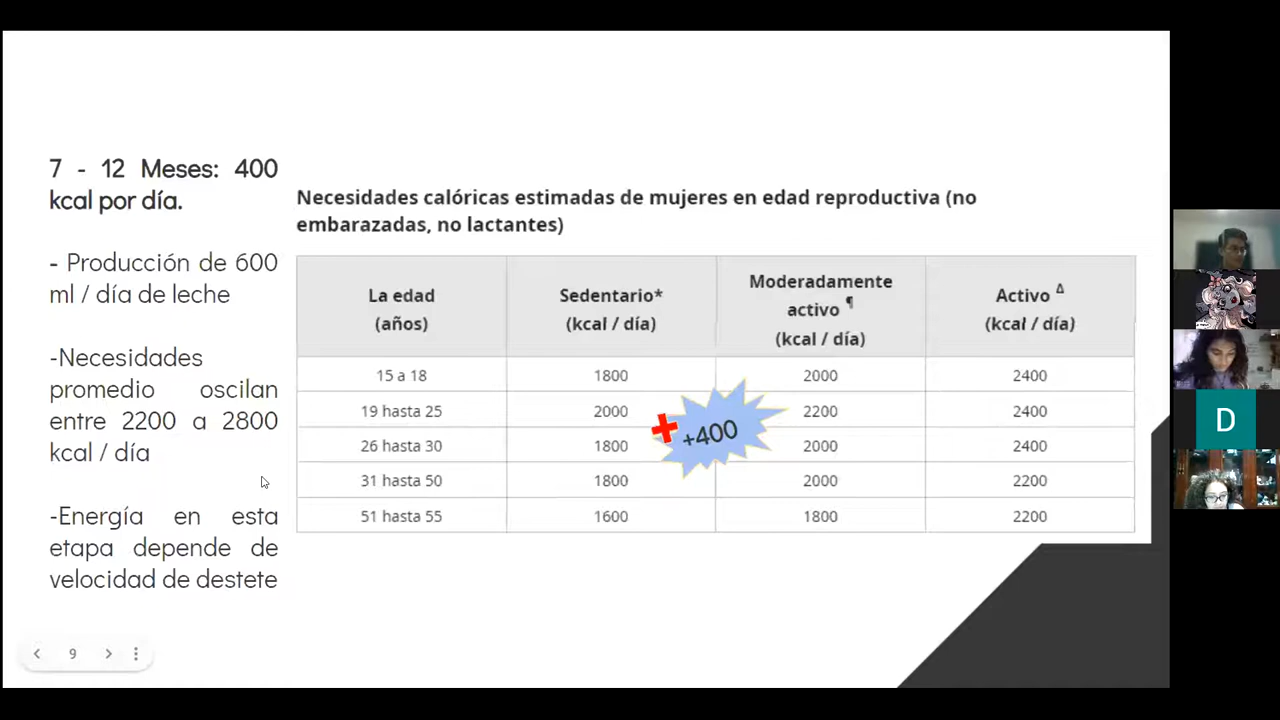 7 - 12 Meses: 400
kcal por día.
- Producción de 600
ml / día de leche
-Necesidades
promedio oscilan
entre 2200 a 2800
kcal / día
-Energía en esta
etapa depende de
velocidad de destete
Necesidades calóricas estimadas de mujeres en edad reproductiva (no
embarazadas, no lactantes)
La edad
(años)
Sedentario*
(kcal / día)
Moderadamente
activo ¶
(kcal / día)
Activo Δ
(kcal / día)
15 a 18 1800 2000 2400
19 hasta 25 2000 2200 2400
26 hasta 30 1800 2000 2400
31 hasta 50 1800 2000 2200
51 hasta 55 1600 1800 2200
+400
9
D